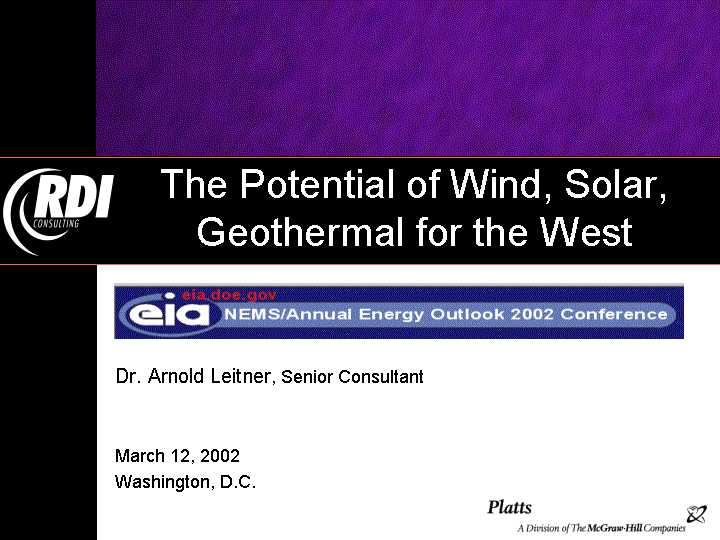 The Potential of Wind, Solar,
Geothermal for the West
RDI
CONSULTING
eia.doe.gov
eia NEMS/Annual Energy Outlook 2002 Conference
Dr. Arnold Leitner, Senior Consultant
March 12, 2002
Washington, D.C.
Platts
A Division of The McGraw-Hill Companies